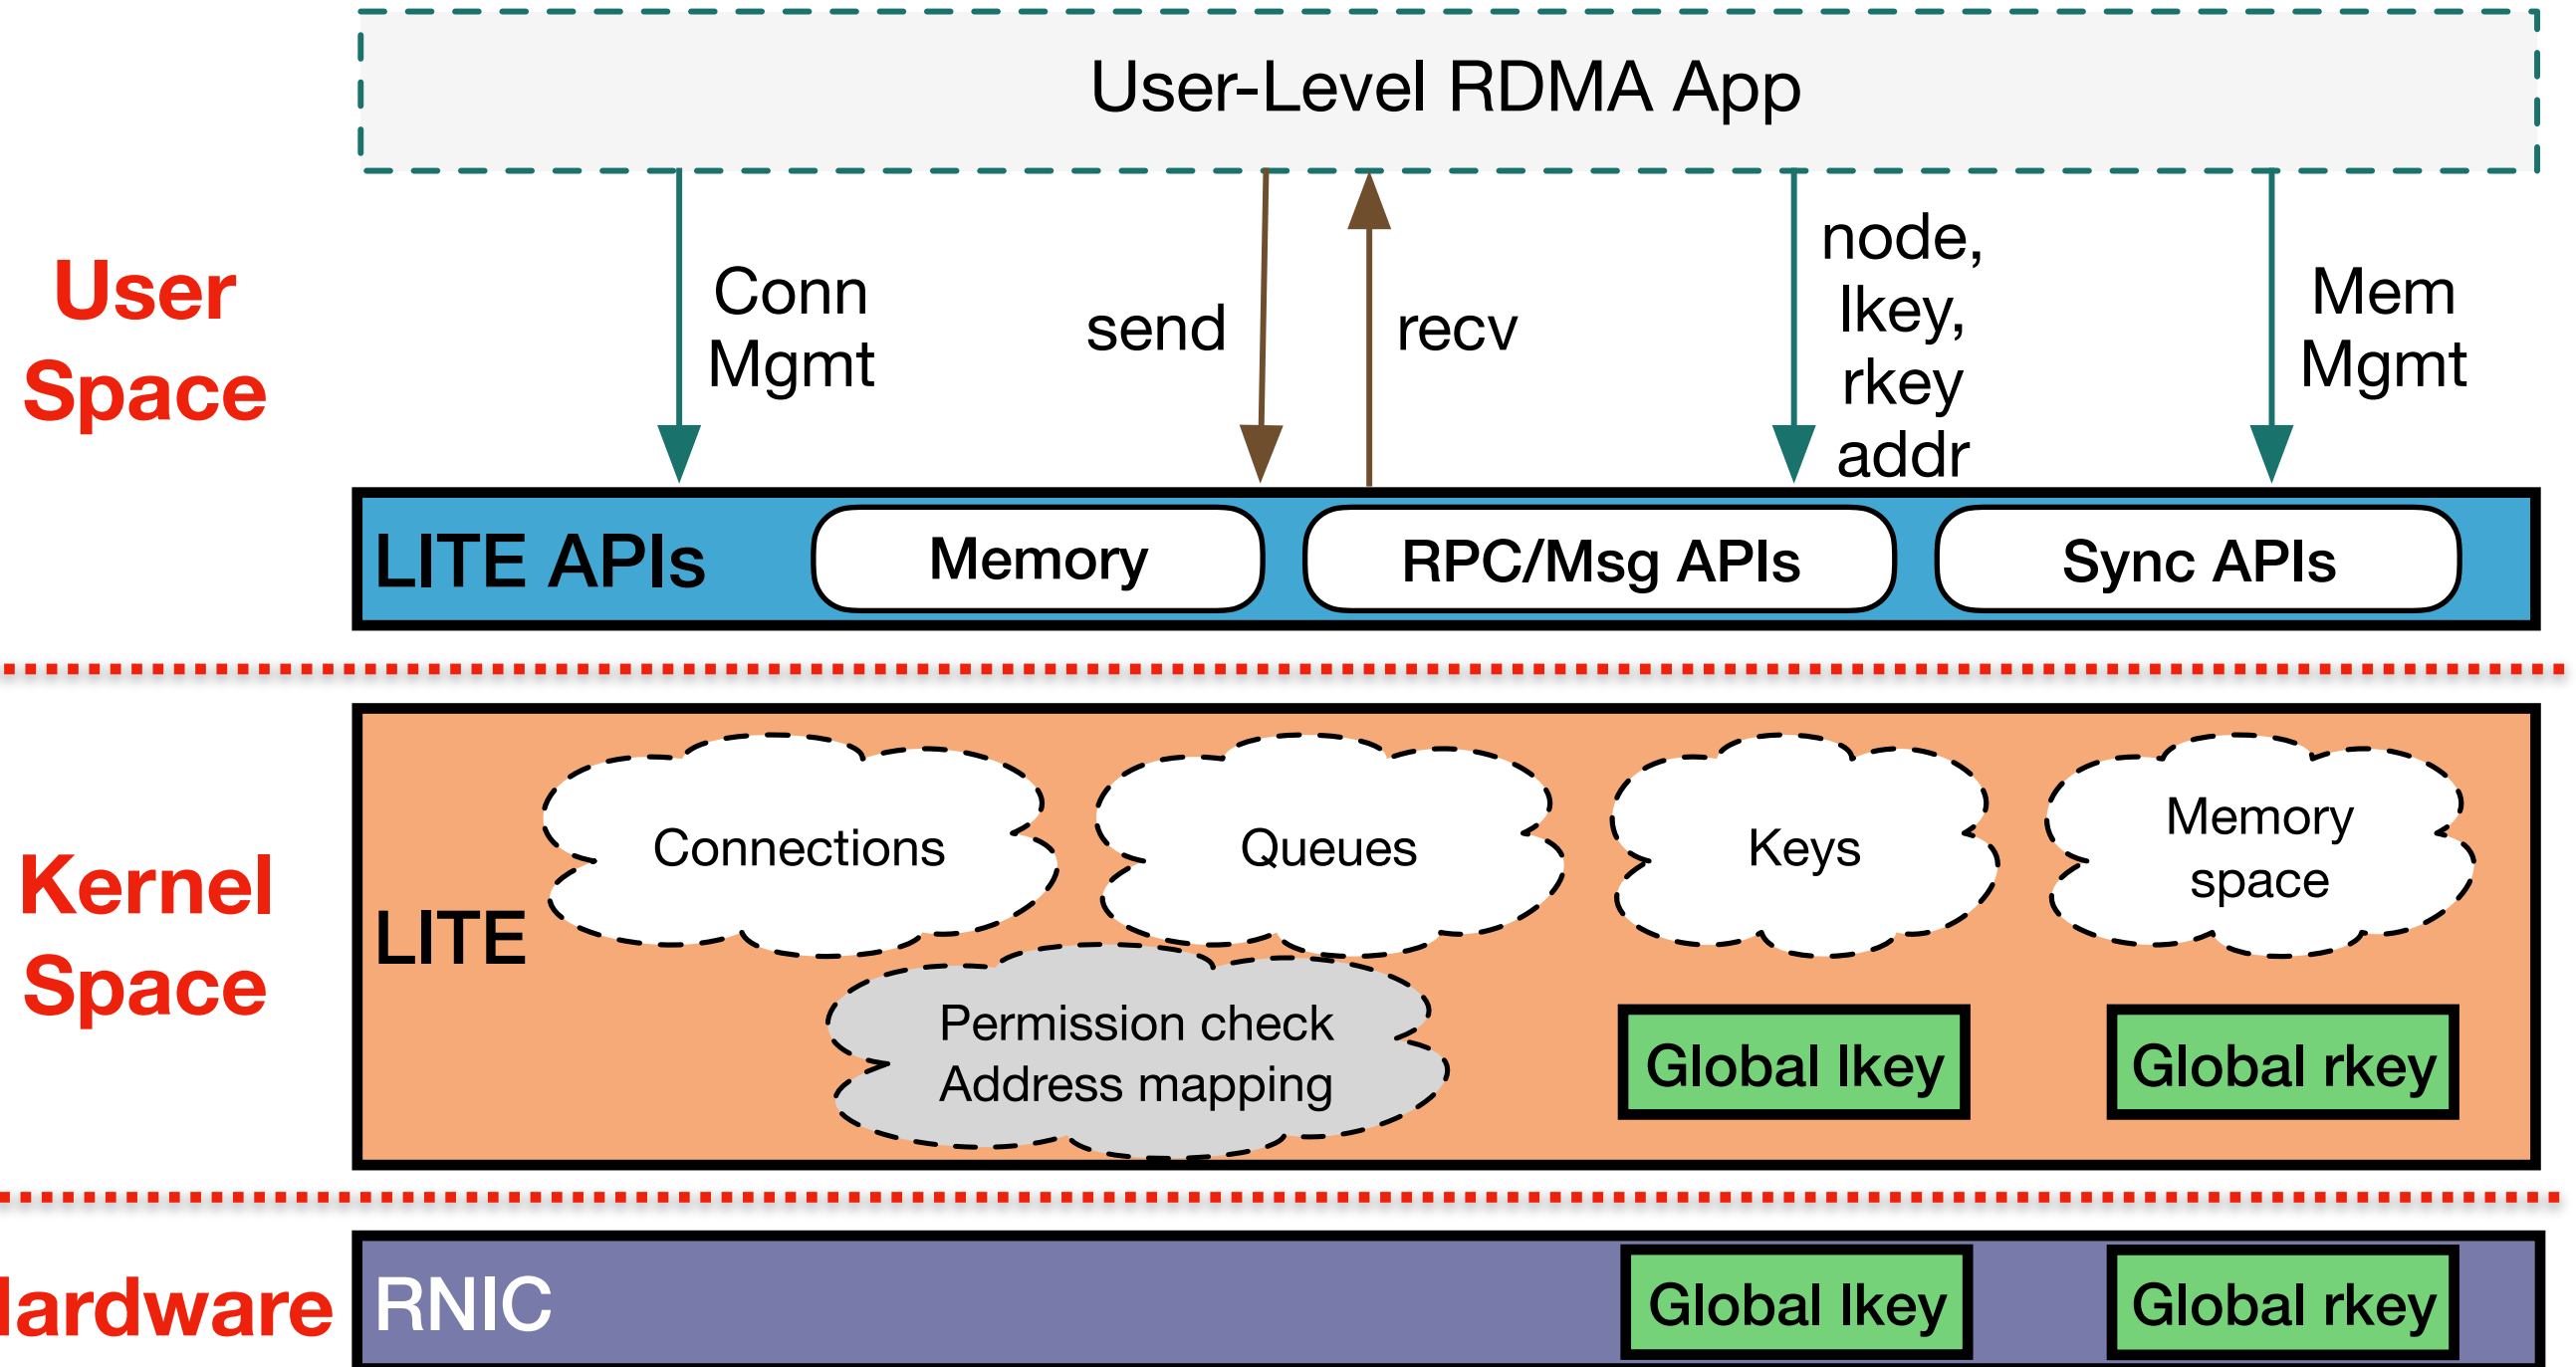 User-Level RDMA App
User
Space
Conn
Mgmt
send
recv
node,
lkey,
rkey
addr
Mem
Mgmt
LITE APIs
Memory
RPC/Msg APIs
Sync APIs
Kernel
Space
LITE
Connections
Queues
Keys
Memory
space
Permission check
Address mapping
Global lkey
Global rkey
ardware
RNIC
Global lkey
Global rkey